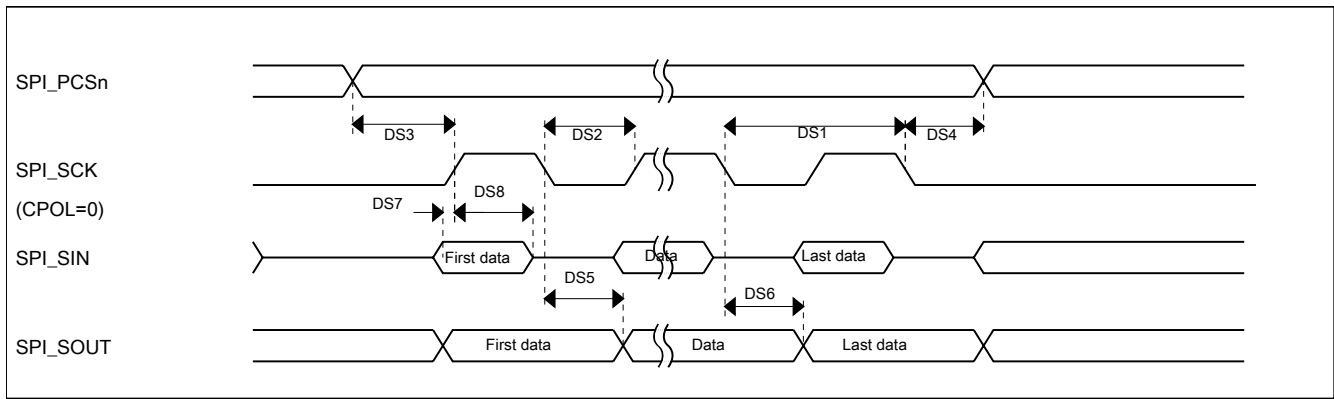 SPI_PCSn
DS3
DS2
DS1
DS4
SPI_SCK
(CPOL=0)
DS7
DS8
SPI_SIN
First data
Data
Last data
DS5
DS6
SPI_SOUT
First data
Data
Last data